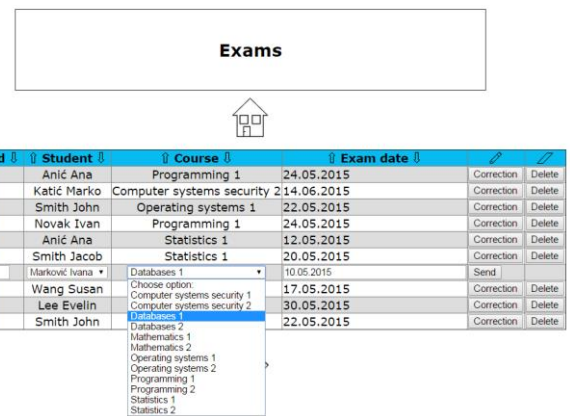 Exams
d ⇩ ⇧ Student ⇩ ⇧ Course ⇩ ⇧ Exam date ⇩
Anić Ana Programming 1 24.05.2015 Correction Delete
Katić Marko Computer systems security 2 14.06.2015 Correction Delete
Smith John Operating systems 1 22.05.2015 Correction Delete
Novak Ivan Programming 1 24.05.2015 Correction Delete
Anić Ana Statistics 1 12.05.2015 Correction Delete
Smith Jacob Statistics 1 20.05.2015 Correction Delete
Marković Ivana Databases 1 10.05.2015 Send
Wang Susan 17.05.2015 Correction Delete
Lee Evelin 30.05.2015 Correction Delete
Smith John 22.05.2015 Correction Delete
Choose option:
Computer systems security 1
Computer systems security 2
Databases 1
Databases 2
Mathematics 1
Mathematics 2
Operating systems 1
Operating systems 2
Programming 1
Programming 2
Statistics 1
Statistics 2
>